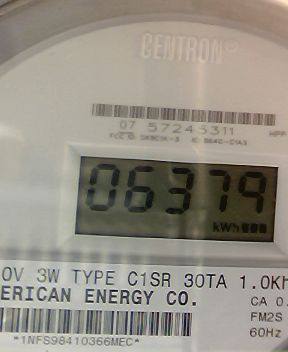 CENTRON®
07 57245311
06379
kWh
0V 3W TYPE C1SR 30TA 1.0Kh
ERICAN ENERGY CO.
CA 0.
FM2S
60Hz
*1NFS98410366MEC*